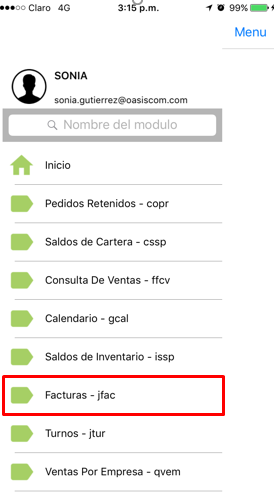 Claro 4G 3:15 p.m. 99%
Menu
SONIA
sonia.gutierrez@oasiscom.com
Nombre del modulo
Inicio
Pedidos Retenidos - copr
Saldos de Cartera - cssp
Consulta De Ventas - ffcv
Calendario - gcal
Saldos de Inventario - issp
Facturas - jfac
Turnos - jtur
Ventas Por Empresa - qvem